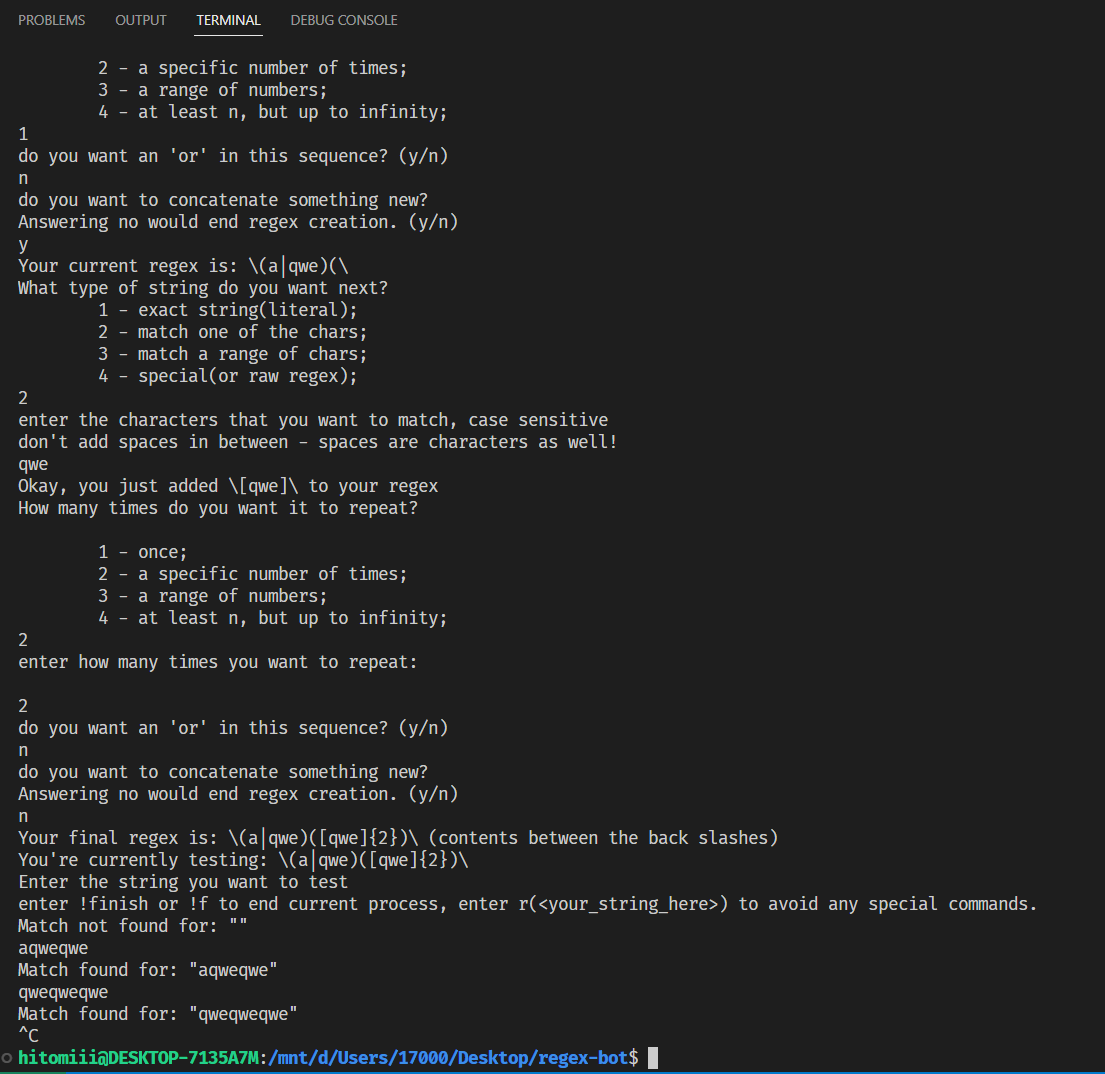 PROBLEMS OUTPUT TERMINAL DEBUG CONSOLE
2 - a specific number of times;
3 - a range of numbers;
4 - at least n, but up to infinity;
1
do you want an 'or' in this sequence? (y/n)
n
do you want to concatenate something new?
Answering no would end regex creation. (y/n)
y
Your current regex is: \(a|qwe)(\
What type of string do you want next?
1 - exact string(literal);
2 - match one of the chars;
3 - match a range of chars;
4 - special(or raw regex);
2
enter the characters that you want to match, case sensitive
don't add spaces in between - spaces are characters as well!
qwe
Okay, you just added \[qwe]\ to your regex
How many times do you want it to repeat?
1 - once;
2 - a specific number of times;
3 - a range of numbers;
4 - at least n, but up to infinity;
2
enter how many times you want to repeat:
2
do you want an 'or' in this sequence? (y/n)
n
do you want to concatenate something new?
Answering no would end regex creation. (y/n)
n
Your final regex is: \(a|qwe)([qwe]{2})\ (contents between the back slashes)
You're currently testing: \(a|qwe)([qwe]{2})\
Enter the string you want to test
enter !finish or !f to end current process, enter r(<your_string_here>) to avoid any special commands.
Match not found for: ""
aqweqwe
Match found for: "aqweqwe"
qweqweqwe
Match found for: "qweqweqwe"
^C
hitomiii@DESKTOP-7135A7M:/mnt/d/Users/17000/Desktop/regex-bot$